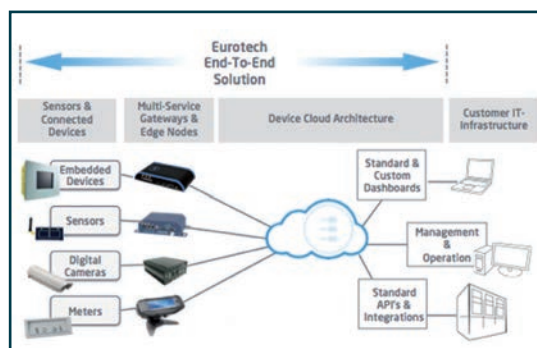 Eurotech
End-To-End
Solution
Sensors &
Connected
Devices
Multi-Service
Gateways &
Edge Nodes
Device Cloud Architecture
Customer IT-
Infrastructure
Embedded
Devices
Sensors
Digital
Cameras
Meters
Standard &
Custom
Dashboards
Management
&
Operation
Standard
API's &
Integrations